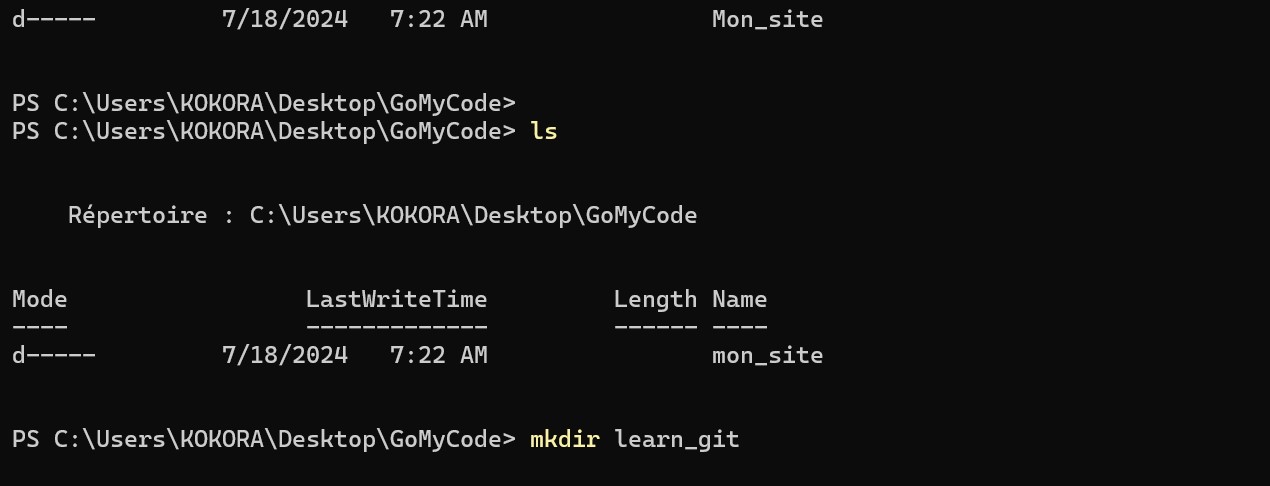 d-----        7/18/2024   7:22 AM                Mon_site
PS C:\Users\KOKORA\Desktop\GoMyCode>
PS C:\Users\KOKORA\Desktop\GoMyCode> ls
Répertoire : C:\Users\KOKORA\Desktop\GoMyCode
Mode                 LastWriteTime         Length Name
----                 -------------         ------ ----
d-----        7/18/2024   7:22 AM                mon_site
PS C:\Users\KOKORA\Desktop\GoMyCode> mkdir learn_git